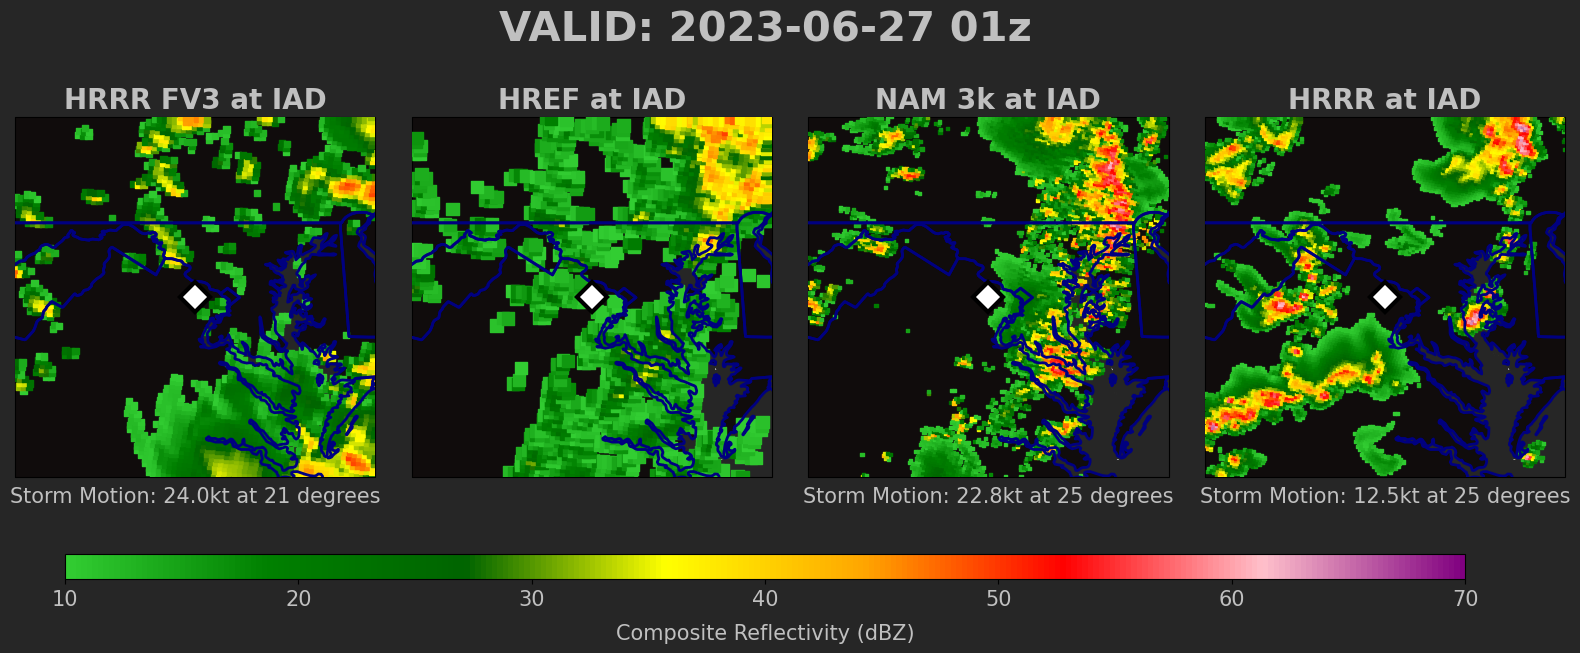 VALID: 2023-06-27 01z
HRRR FV3 at IAD
HREF at IAD
NAM 3k at IAD
HRRR at IAD
Storm Motion: 24.0kt at 21 degrees
Storm Motion: 22.8kt at 25 degrees
Storm Motion: 12.5kt at 25 degrees
10 20 30 40 50 60 70
Composite Reflectivity (dBZ)